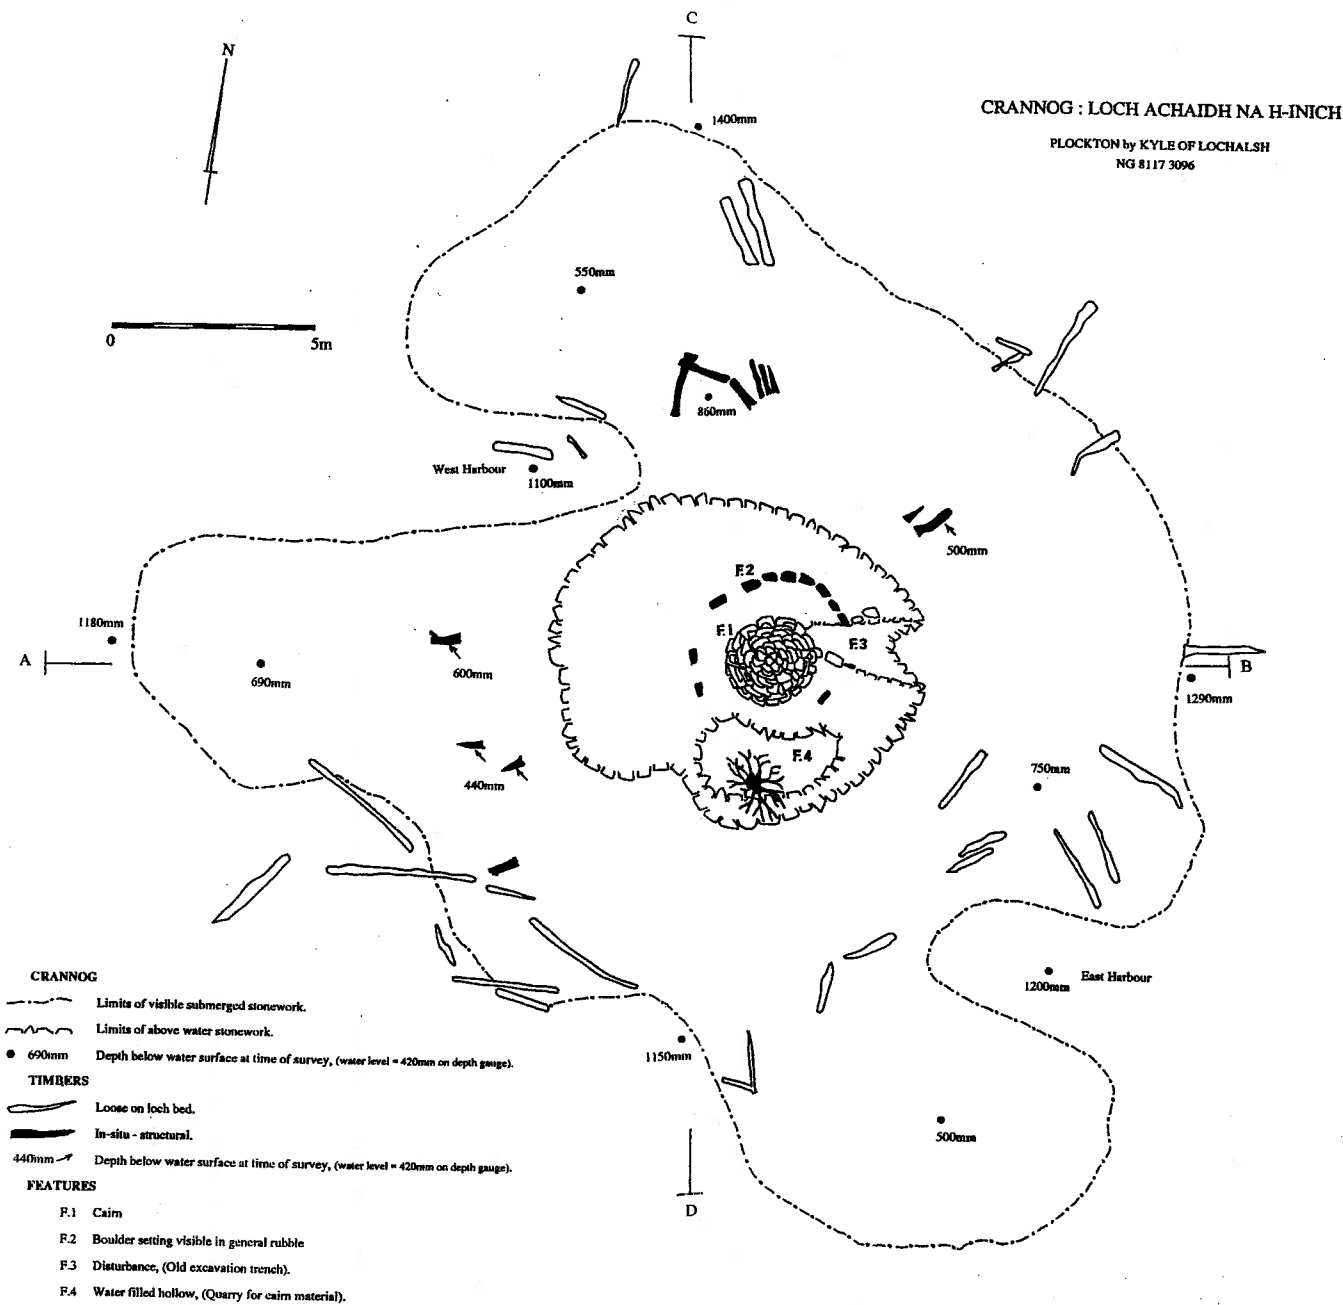 C
N
1400mm
CRANNOG : LOCH ACHAIDH NA H-INICH
PLOCKTON by KYLE OF LOCHALSH
NG 8117 3096
550mm
0
5m
860mm
West Harbour
1100mm
500mm
F.2
1180mm
F.1
F.3
A
600mm
690mm
B
1290mm
440mm
F.4
750mm
CRANNOG
Limits of visible submerged stonework.
Limits of above water stonework.
690mm Depth below water surface at time of survey, (water level = 420mm on depth gauge).
TIMBERS
Loose on loch bed.
In-situ - structural.
440mm Depth below water surface at time of survey, (water level = 420mm on depth gauge).
FEATURES
F.1 Cairn
F.2 Boulder setting visible in general rubble
F.3 Disturbance, (Old excavation trench).
F.4 Water filled hollow, (Quarry for cairn material).
East Harbour
1200mm
1150mm
500mm
D